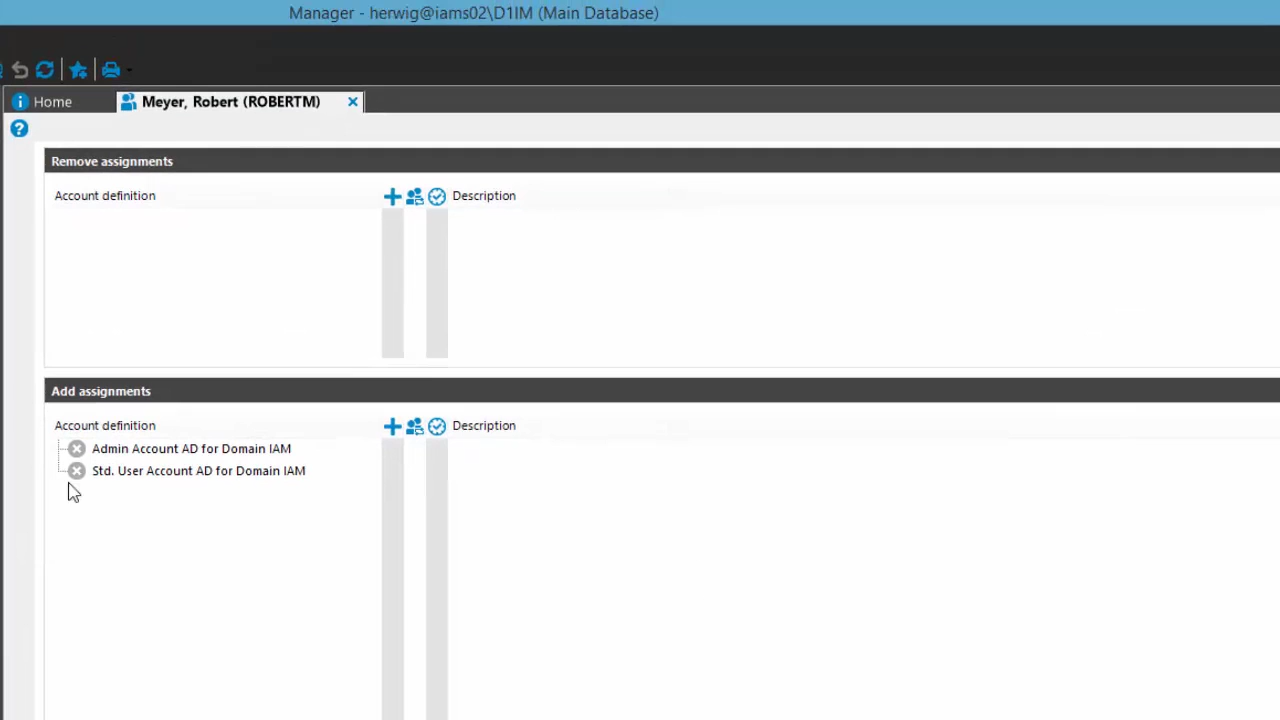 Manager - herwig@iams02\D1IM (Main Database)
Home
Meyer, Robert (ROBERTM)
Remove assignments
Account definition Description
Add assignments
Account definition Description
Admin Account AD for Domain IAM
Std. User Account AD for Domain IAM